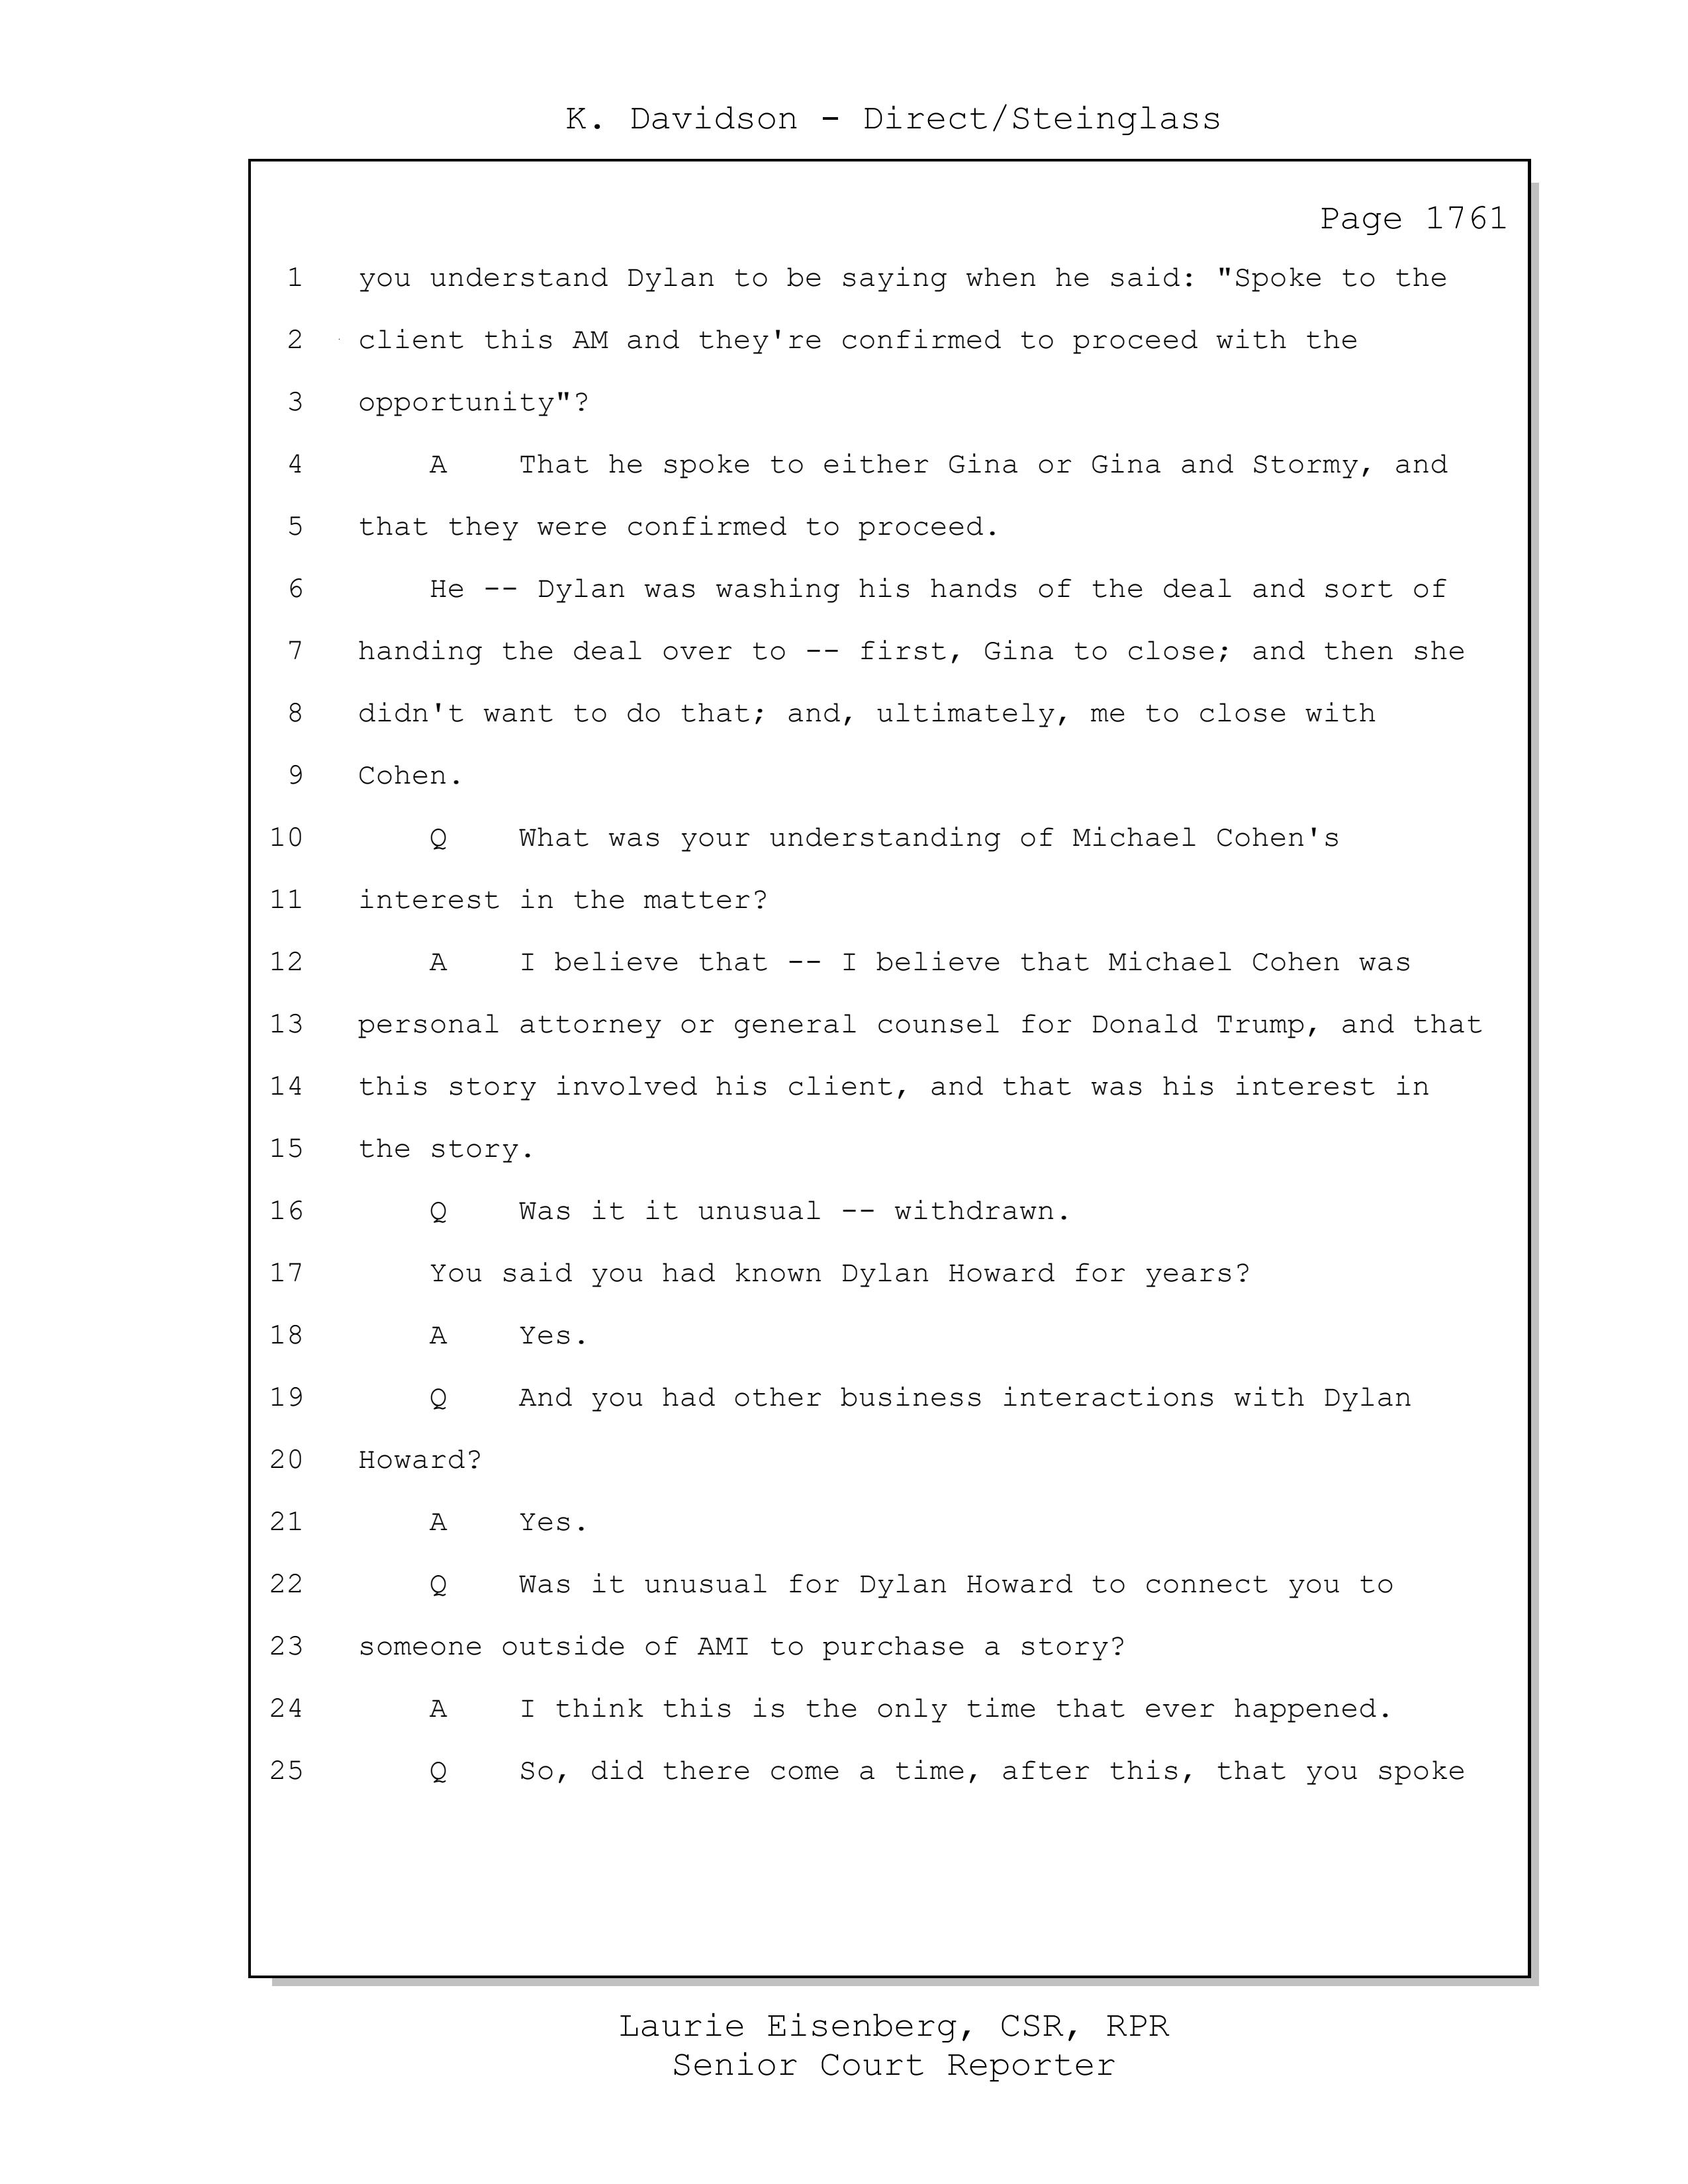 K. Davidson - Direct/Steinglass
Page 1761
1 you understand Dylan to be saying when he said: "Spoke to the
2 client this AM and they're confirmed to proceed with the
3 opportunity"?
4 A That he spoke to either Gina or Gina and Stormy, and
5 that they were confirmed to proceed.
6 He -- Dylan was washing his hands of the deal and sort of
7 handing the deal over to -- first, Gina to close; and then she
8 didn't want to do that; and, ultimately, me to close with
9 Cohen.
10 Q What was your understanding of Michael Cohen's
11 interest in the matter?
12 A I believe that -- I believe that Michael Cohen was
13 personal attorney or general counsel for Donald Trump, and that
14 this story involved his client, and that was his interest in
15 the story.
16 Q Was it it unusual -- withdrawn.
17 You said you had known Dylan Howard for years?
18 A Yes.
19 Q And you had other business interactions with Dylan
20 Howard?
21 A Yes.
22 Q Was it unusual for Dylan Howard to connect you to
23 someone outside of AMI to purchase a story?
24 A I think this is the only time that ever happened.
25 Q So, did there come a time, after this, that you spoke
Laurie Eisenberg, CSR, RPR
Senior Court Reporter